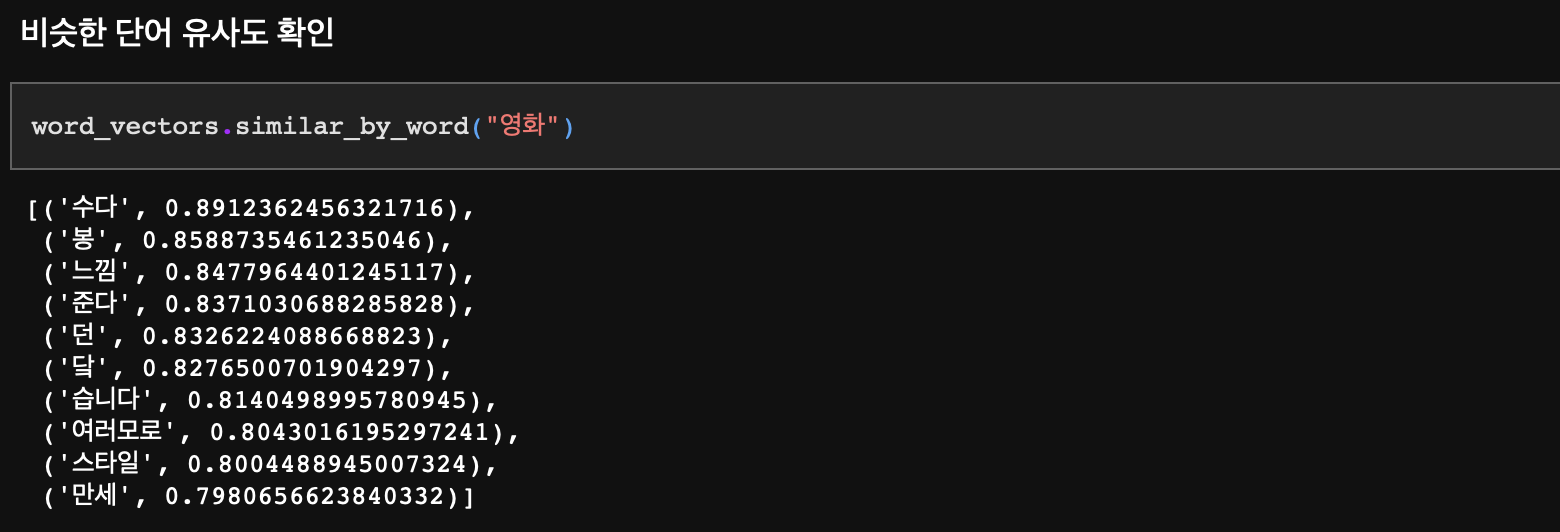 비슷한 단어 유사도 확인
word_vectors.similar_by_word("영화")
[('수다', 0.8912362456321716),
('봉', 0.8588735461235046),
('느낌', 0.8477964401245117),
('준다', 0.8371030688285828),
('던', 0.8326224088668823),
('닼', 0.8276500701904297),
('습니다', 0.8140498995780945),
('여러모로', 0.8043016195297241),
('스타일', 0.8004488945007324),
('만세', 0.7980656623840332)]